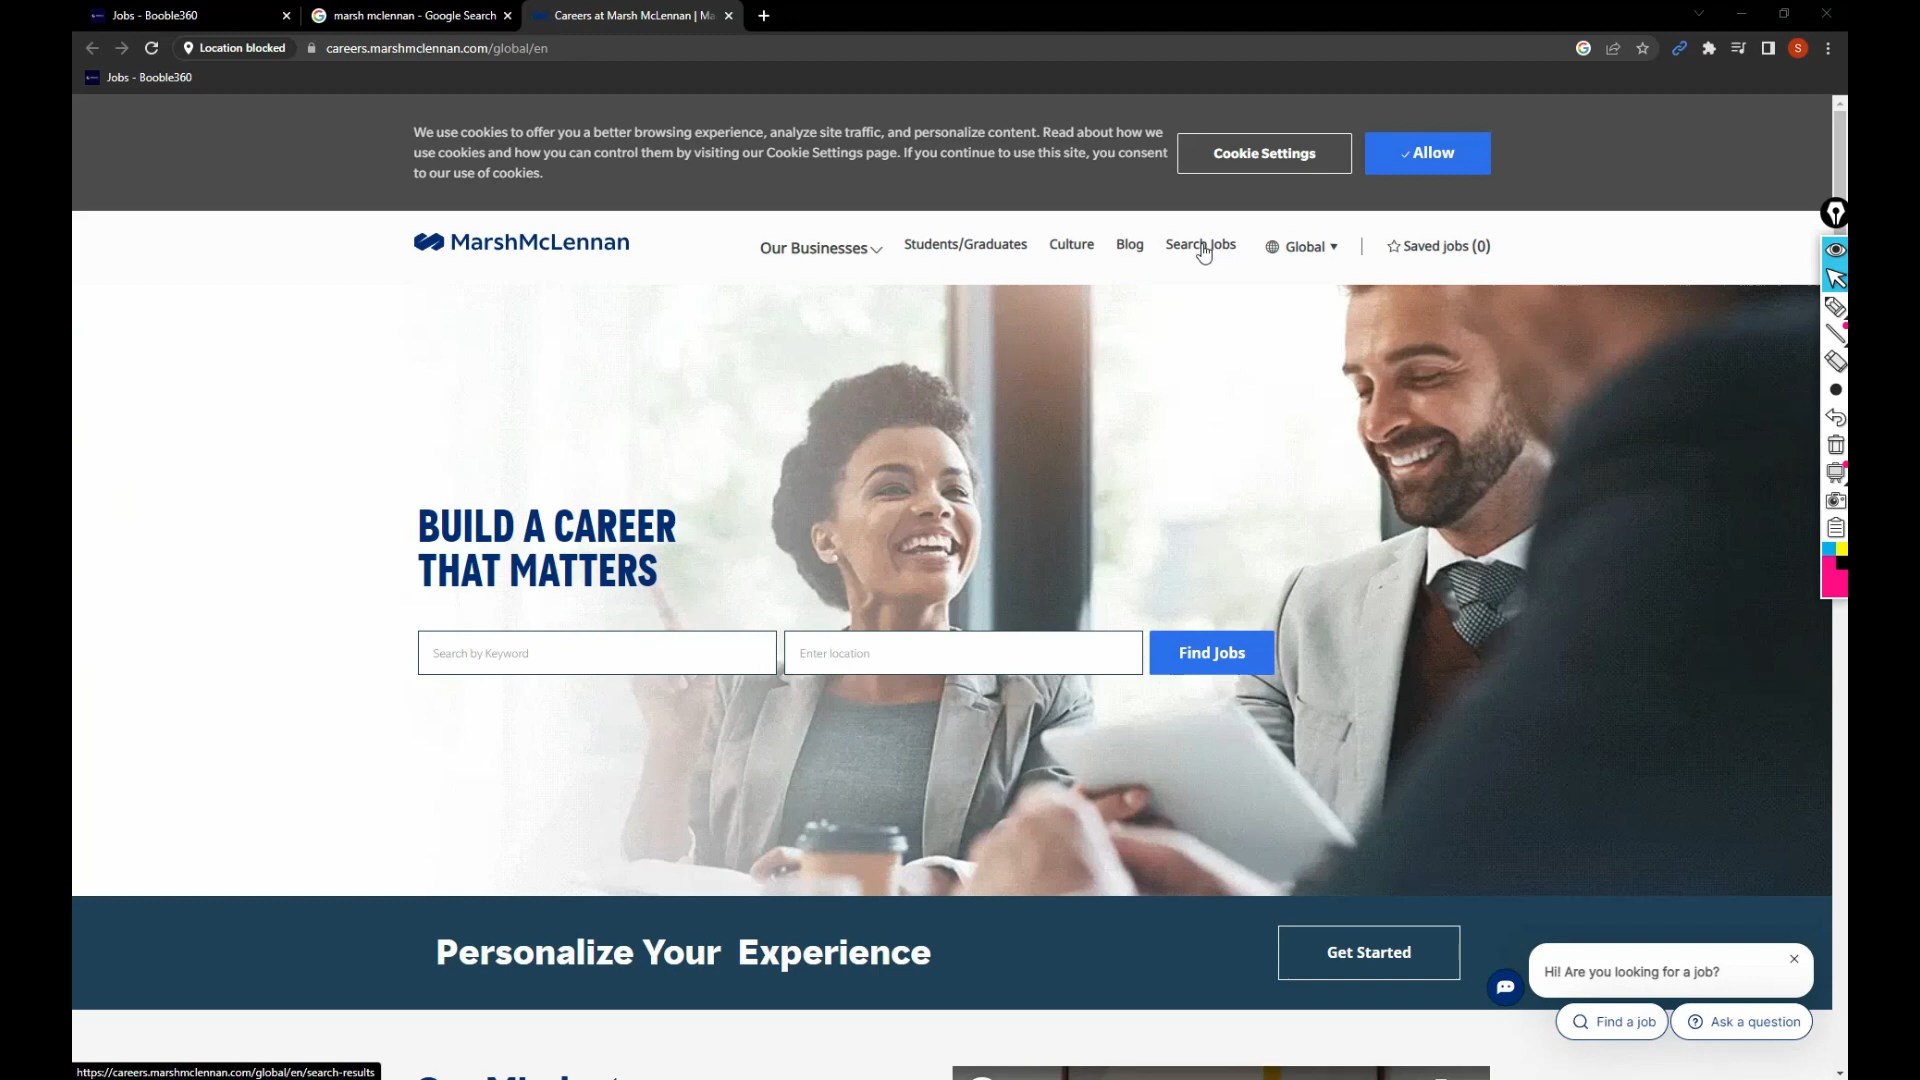 Jobs - Booble360
marsh mclennan - Google Search
Careers at Marsh McLennan | Ma
Location blocked
careers.marshmclennan.com/global/en
S
Jobs - Booble360
We use cookies to offer you a better browsing experience, analyze site traffic, and personalize content. Read about how we
use cookies and how you can control them by visiting our Cookie Settings page. If you continue to use this site, you consent
to our use of cookies.
Cookie Settings
Allow
MarshMcLennan
Our Businesses
Students/Graduates
Culture
Blog
Search Jobs
Global
Saved jobs (0)
BUILD A CAREER
THAT MATTERS
Search by Keyword
Enter location
Find Jobs
Personalize Your Experience
Get Started
Hi! Are you looking for a job?
Find a job
Ask a question
https://careers.marshmclennan.com/global/en/search-results